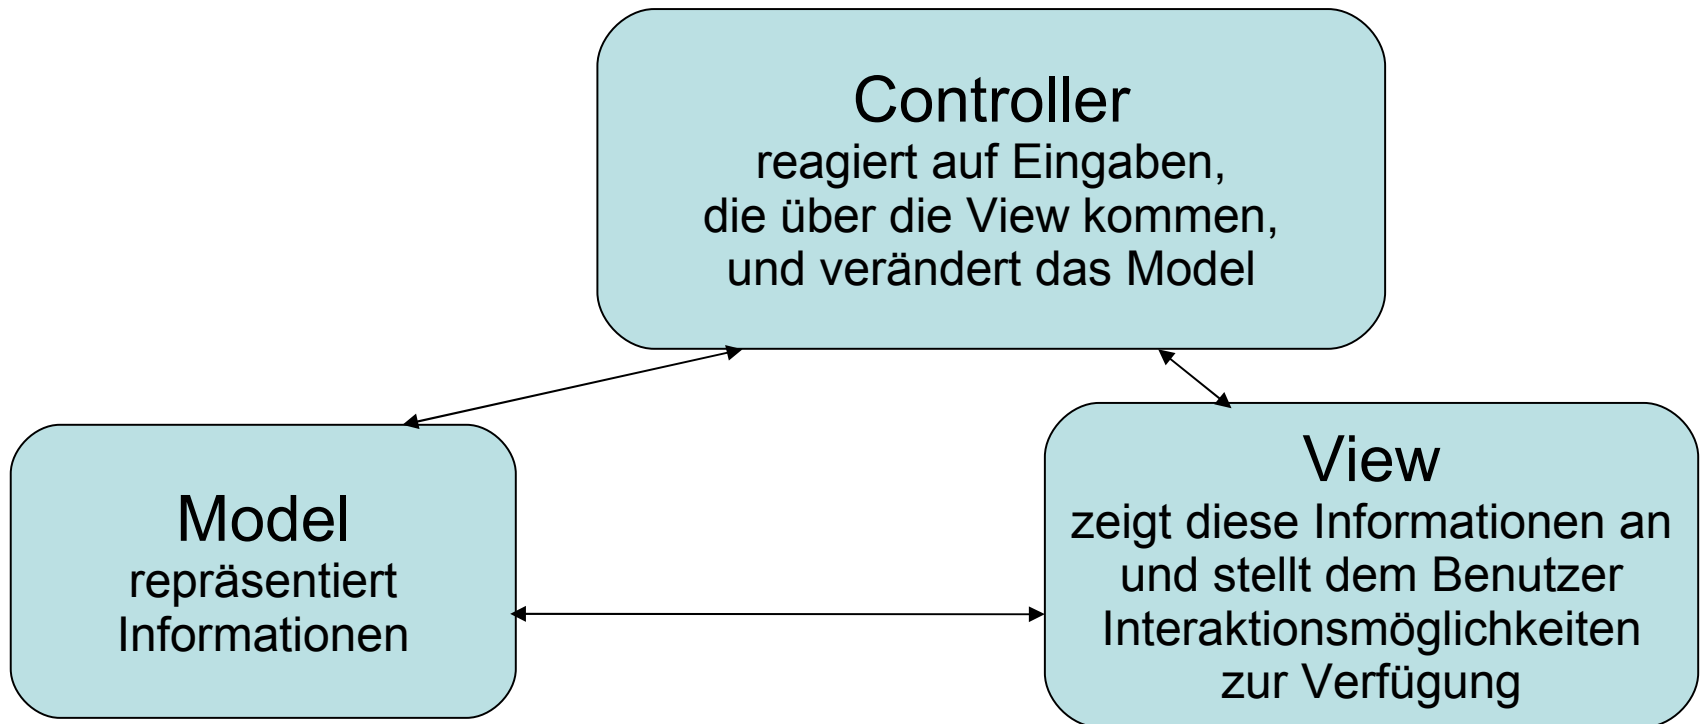 Controller
reagiert auf Eingaben,
die über die View kommen,
und verändert das Model
Model
repräsentiert
Informationen
View
zeigt diese Informationen an
und stellt dem Benutzer
Interaktionsmöglichkeiten
zur Verfügung